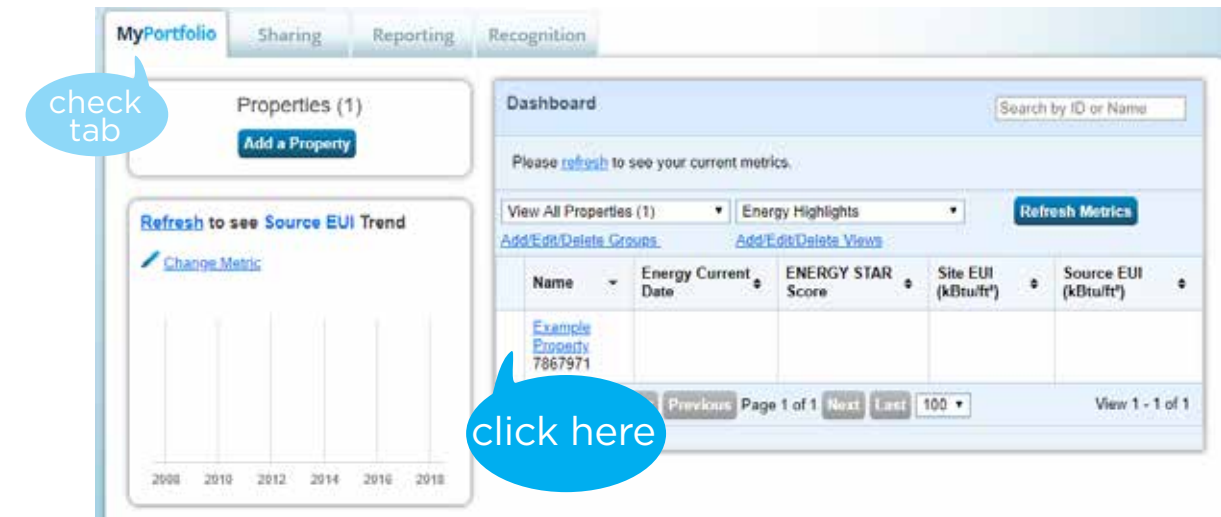 MyPortfolio Sharing Reporting Recognition
check
tab
Properties (1)
Add a Property
Refresh to see Source EUI Trend
Change Metric
2008 2010 2012 2014 2016 2018
Dashboard
Search by ID or Name
Please refresh to see your current metrics.
View All Properties (1) Energy Highlights Refresh Metrics
Add/Edit/Delete Groups Add/Edit/Delete Views
Name Energy Current Date ENERGY STAR Score Site EUI (kBtu/ft²) Source EUI (kBtu/ft²)
Example
Property
7867971
click here
Previous Page 1 of 1 Next Last 100 View 1 - 1 of 1